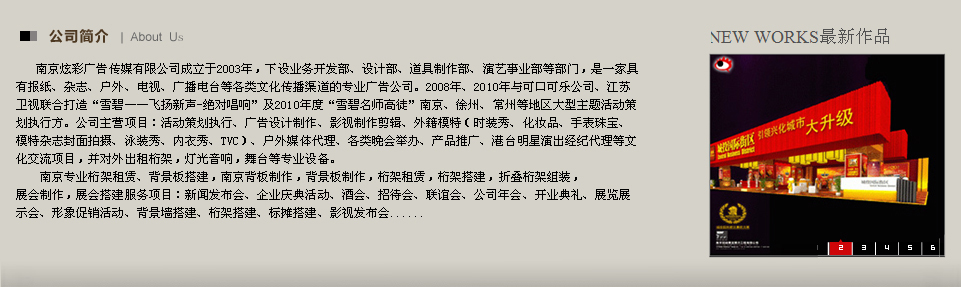 公司简介 | About Us
南京炫彩广告传媒有限公司成立于2003年，下设业务开发部、设计部、道具制作部、演艺事业部等部门，是一家具
有报纸、杂志、户外、电视、广播电台等各类文化传播渠道的专业广告公司。2008年、2010年与可口可乐公司、江苏
卫视联合打造“雪碧——飞扬新声-绝对唱响”及2010年度“雪碧名师高徒”南京、徐州、常州等地区大型主题活动策
划执行方。公司主营项目：活动策划执行、广告设计制作、影视制作剪辑、外籍模特（时装秀、化妆品、手表珠宝、
模特杂志封面拍摄、泳装秀、内衣秀、TVC）、户外媒体代理、各类晚会举办、产品推广、港台明星演出经纪代理等文
化交流项目，并对外出租桁架，灯光音响，舞台等专业设备。
南京专业桁架租赁、背景板搭建，南京背板制作，背景板制作，桁架租赁，桁架搭建，折叠桁架组装，
展会制作，展会搭建服务项目：新闻发布会、企业庆典活动、酒会、招待会、联谊会、公司年会、开业典礼、展览展
示会、形象促销活动、背景墙搭建、桁架搭建、标摊搭建、影视发布会......
NEW WORKS最新作品
城投国际街区 引领兴化城市大升级
2 3 4 5 6